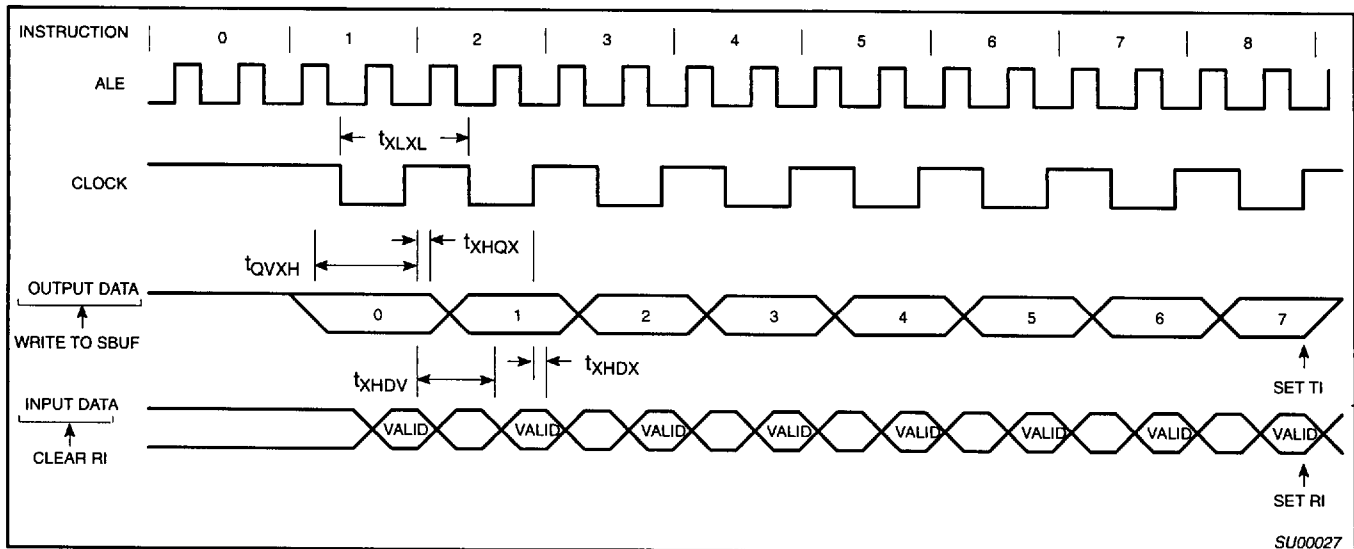 INSTRUCTION | 0 | 1 | 2 | 3 | 4 | 5 | 6 | 7 | 8 |
ALE
tXLXL
CLOCK
tQVXH
tXHQX
OUTPUT DATA
0 1 2 3 4 5 6 7
WRITE TO SBUF
SET TI
tXHDV
tXHDX
INPUT DATA
VALID VALID VALID VALID VALID VALID VALID VALID
CLEAR RI
SET RI
SU00027